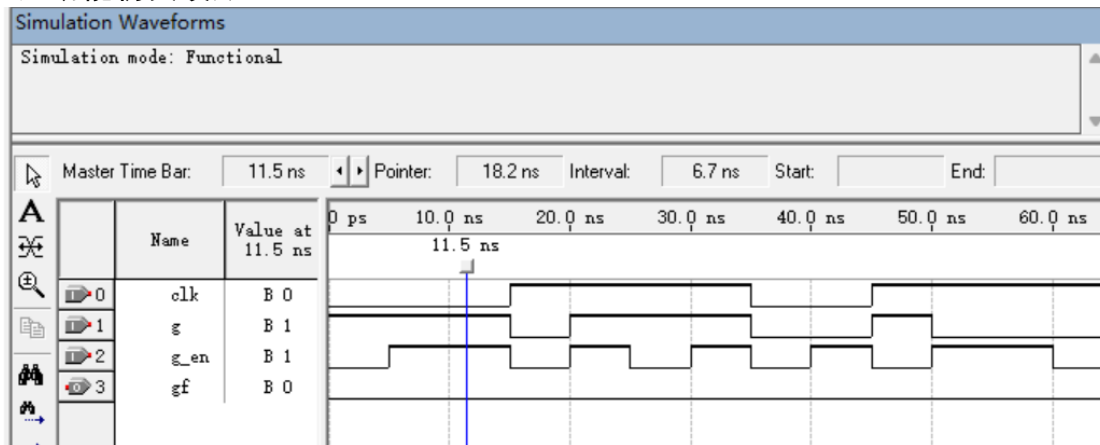 Simulation Waveforms
Simulation mode: Functional
Master Time Bar: 11.5 ns Pointer: 18.2 ns Interval: 6.7 ns Start: End:
A
Name Value at 11.5 ns
0 ps 10.0 ns 20.0 ns 30.0 ns 40.0 ns 50.0 ns 60.0 ns
11.5 ns
0 clk B 0
1 g B 1
2 g_en B 1
3 gf B 0